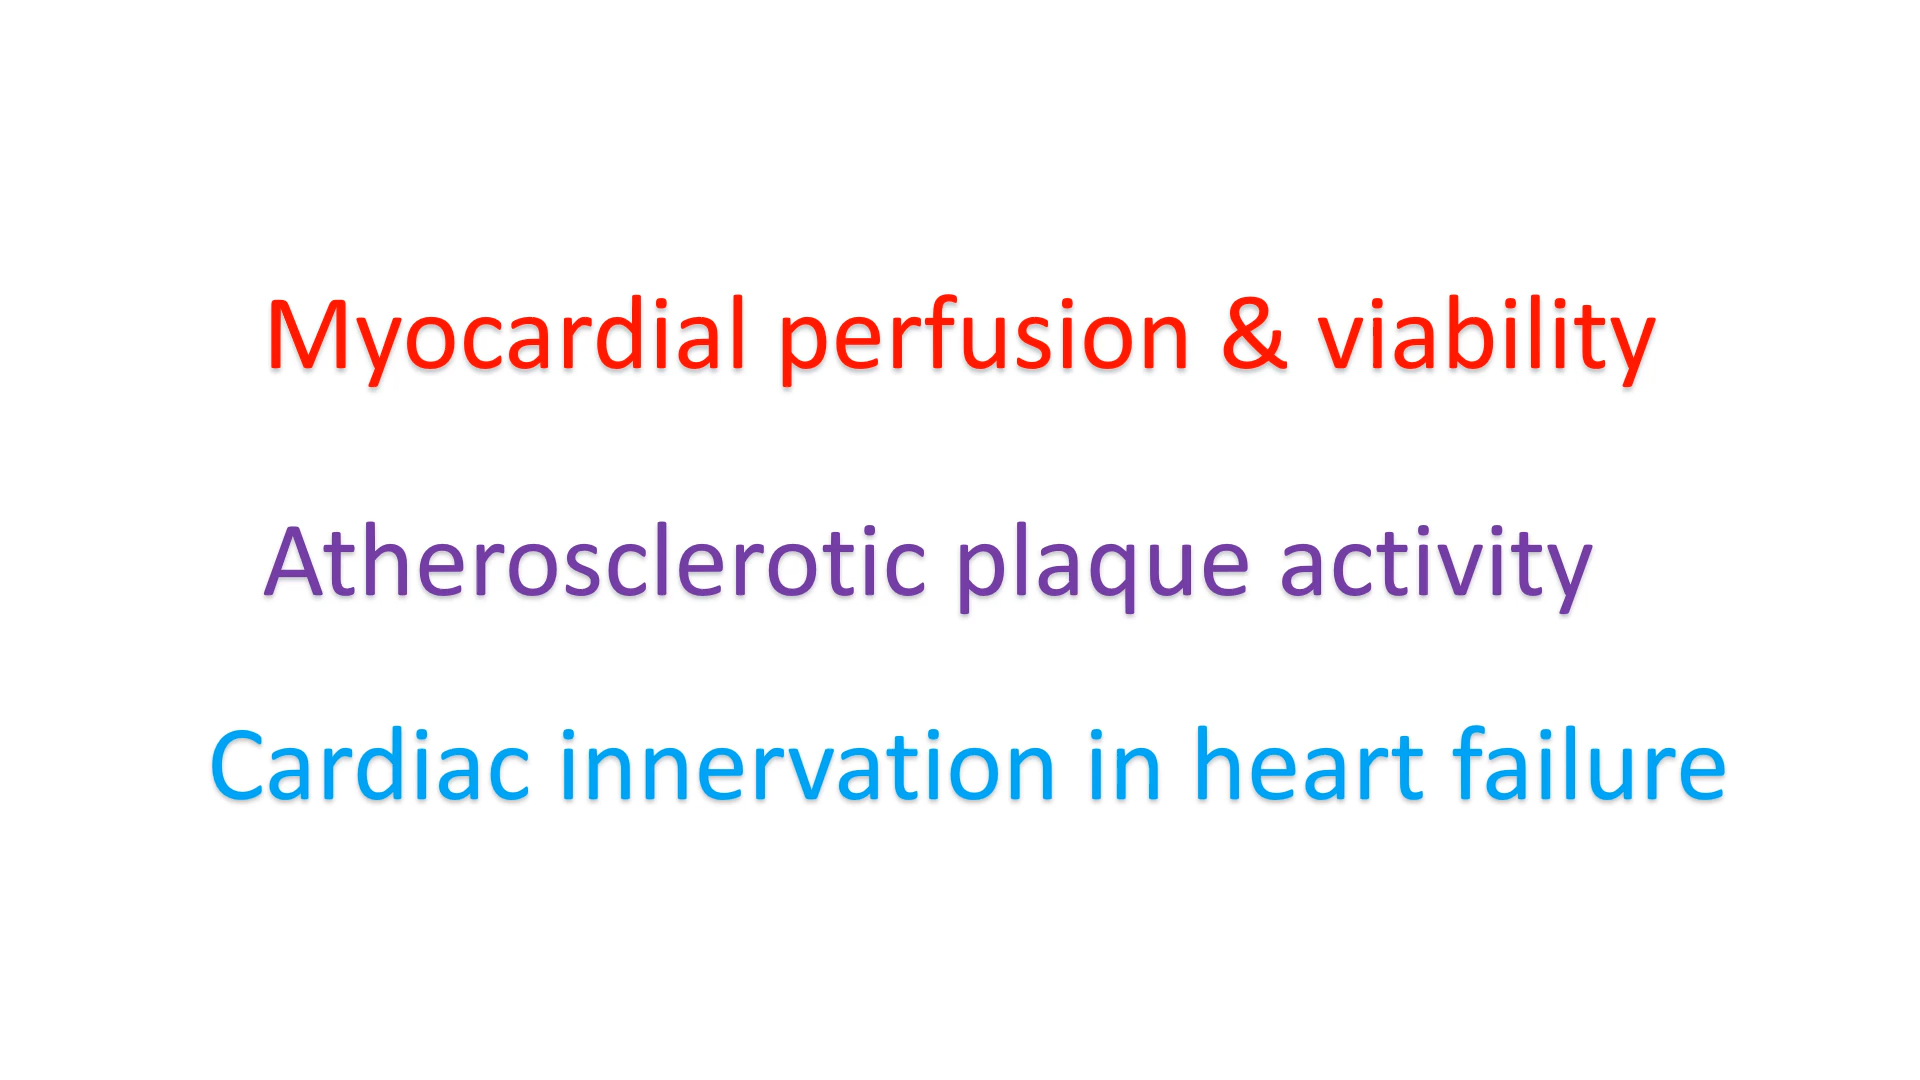 Myocardial perfusion & viability
Atherosclerotic plaque activity
Cardiac innervation in heart failure